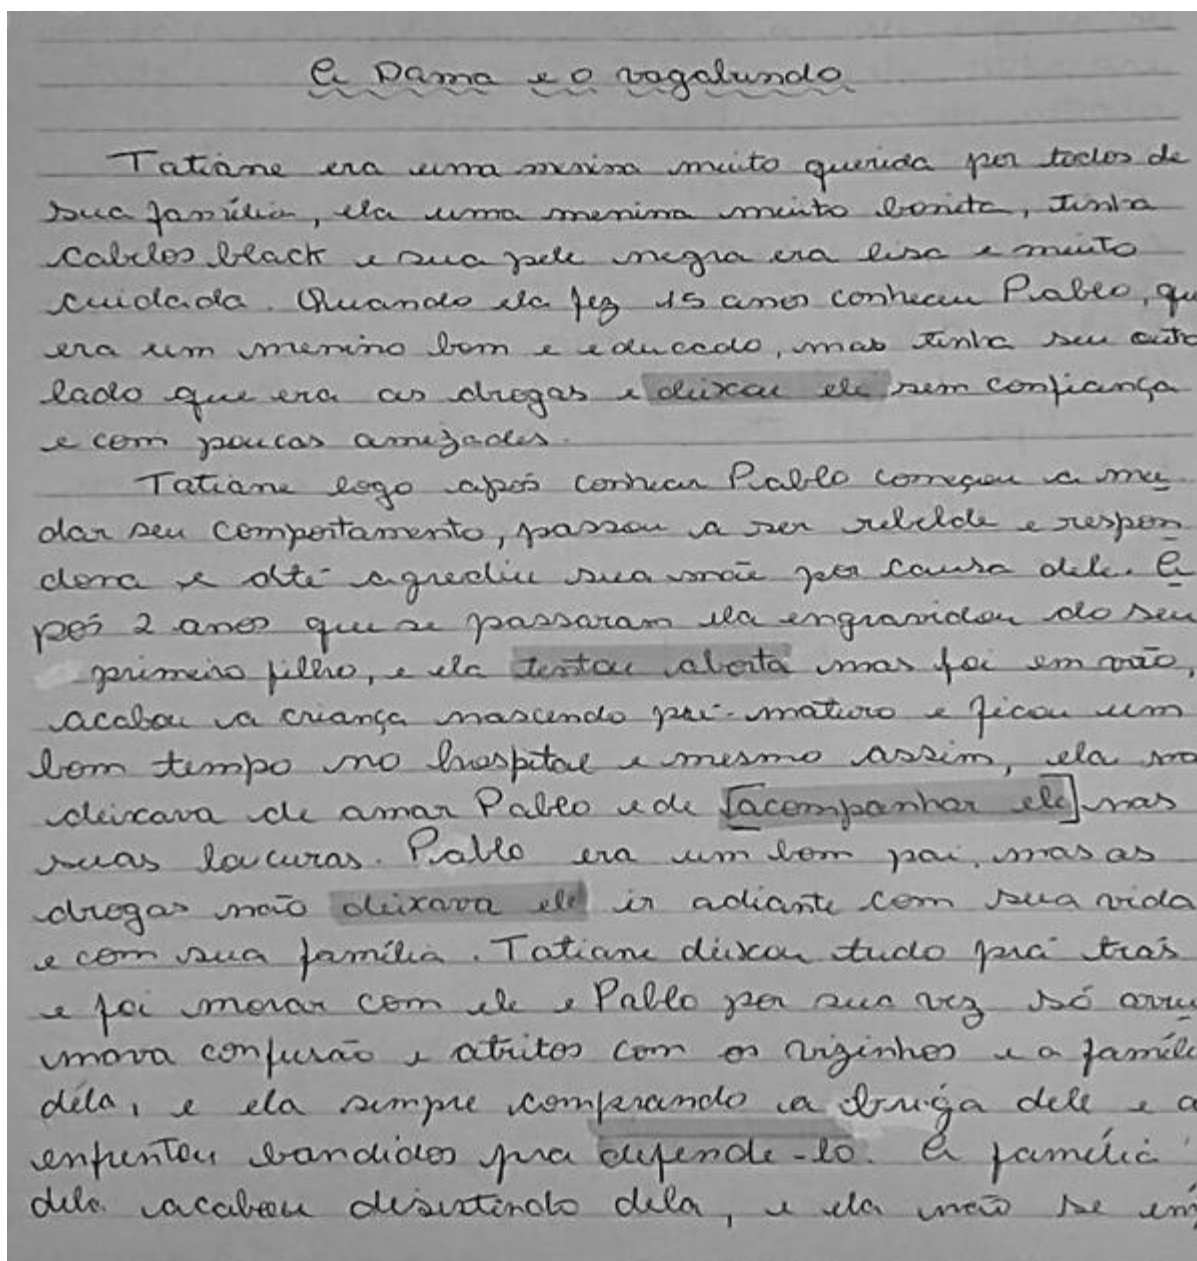 A Dama e o vagabundo
Tatiane era uma menina muito querida por todos de
sua família, ela uma menina muito bonita, tinha
cabelos black e sua pele negra era lisa e muito
cuidada. Quando ela fez 15 anos conheceu Pablo, qu
era um menino bom e educado, mas tinha seu outro
lado que era as drogas e deixou ele sem confiança
e com poucas amizades.
Tatiane logo após conhecer Pablo começou a mu
dar seu comportamento, passou a ser rebelde e respon
dona e até agrediu sua mãe por causa dele. A
pós 2 anos que se passaram ela engravidou do seu
primeiro filho, e ela tentou aborta mas foi em vão,
acabou a criança nascendo pré-maturo e ficou um
bom tempo no hospital e mesmo assim, ela nã
deixava de amar Pablo e de [acompanhar ele] nas
suas loucuras. Pablo era um bom pai, mas as
drogas não deixava ele ir adiante com sua vida
e com sua família. Tatiane deixou tudo prá trás
e foi morar com ele e Pablo por sua vez só arru
mava confusão e atritos com os vizinhos e a famíli
déla, e ela sempre comprando a briga dele e a
enfrentou bandidos pra defende-lo. A família
dela acabou desistindo dela, e ela não se im